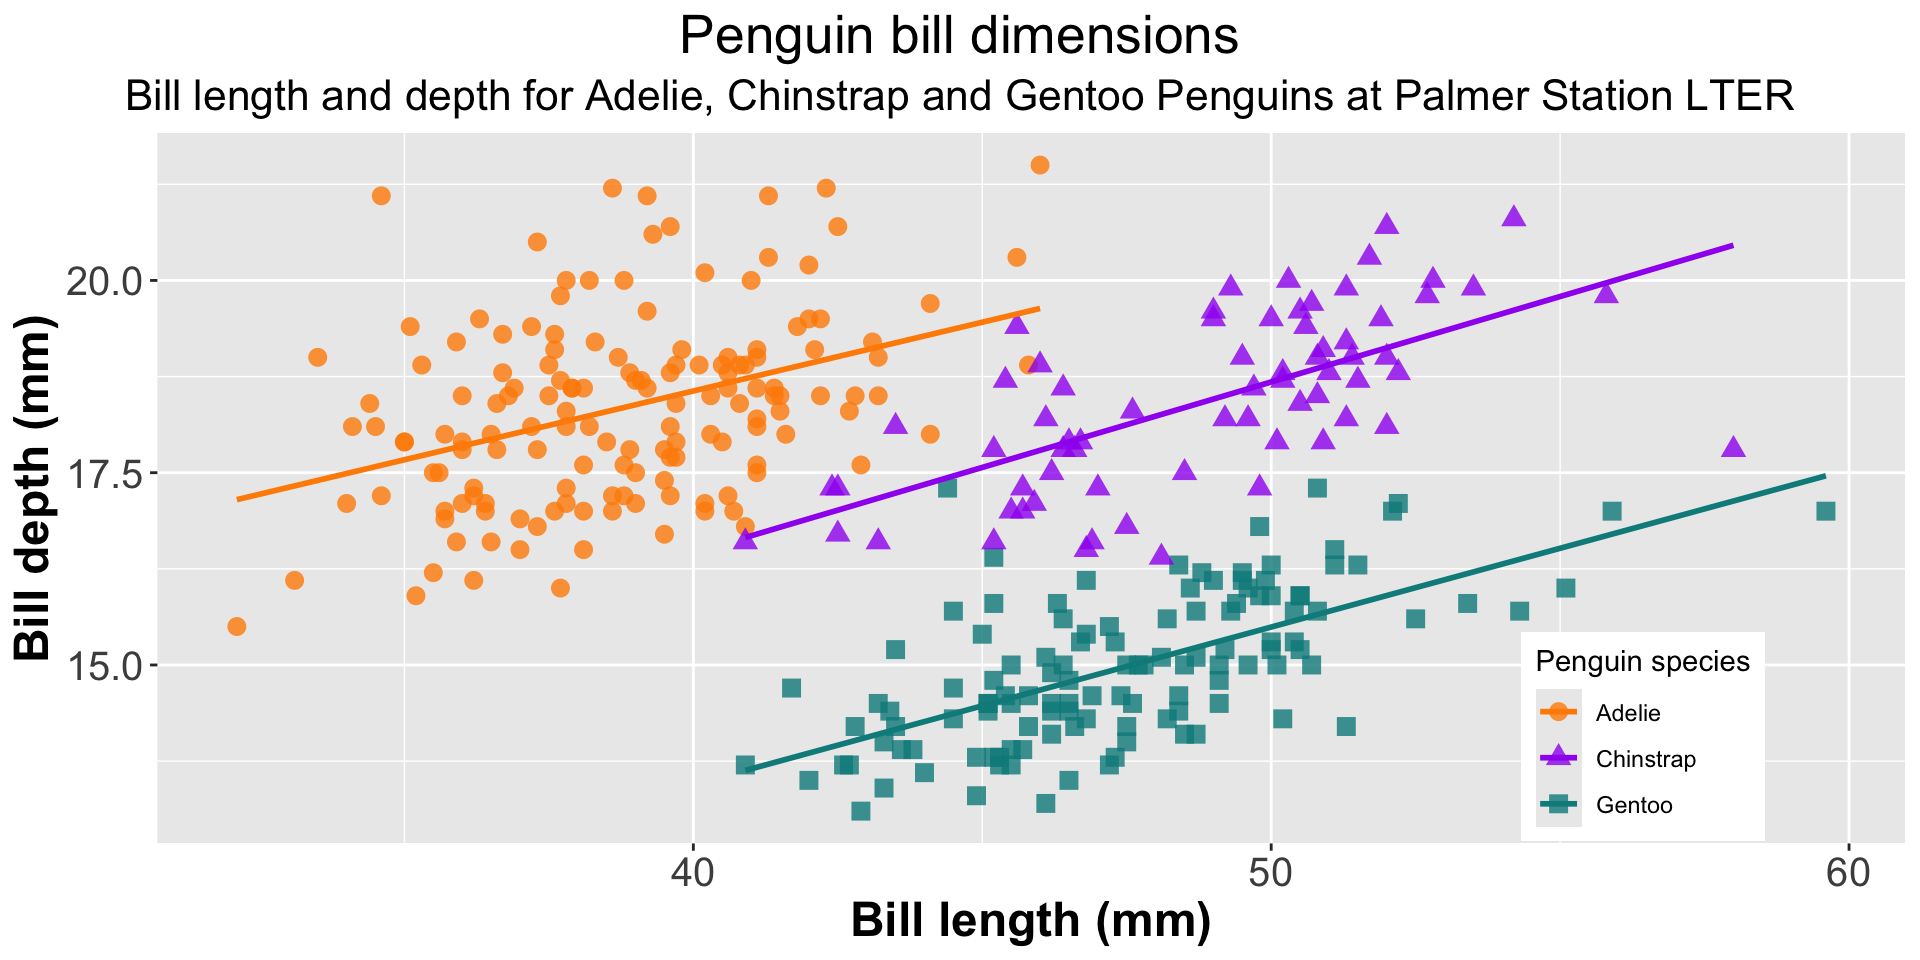 Penguin bill dimensions
Bill length and depth for Adelie, Chinstrap and Gentoo Penguins at Palmer Station LTER
Bill depth (mm)
20.0
17.5
15.0
Penguin species
Adelie
Chinstrap
Gentoo
40 50 60
Bill length (mm)